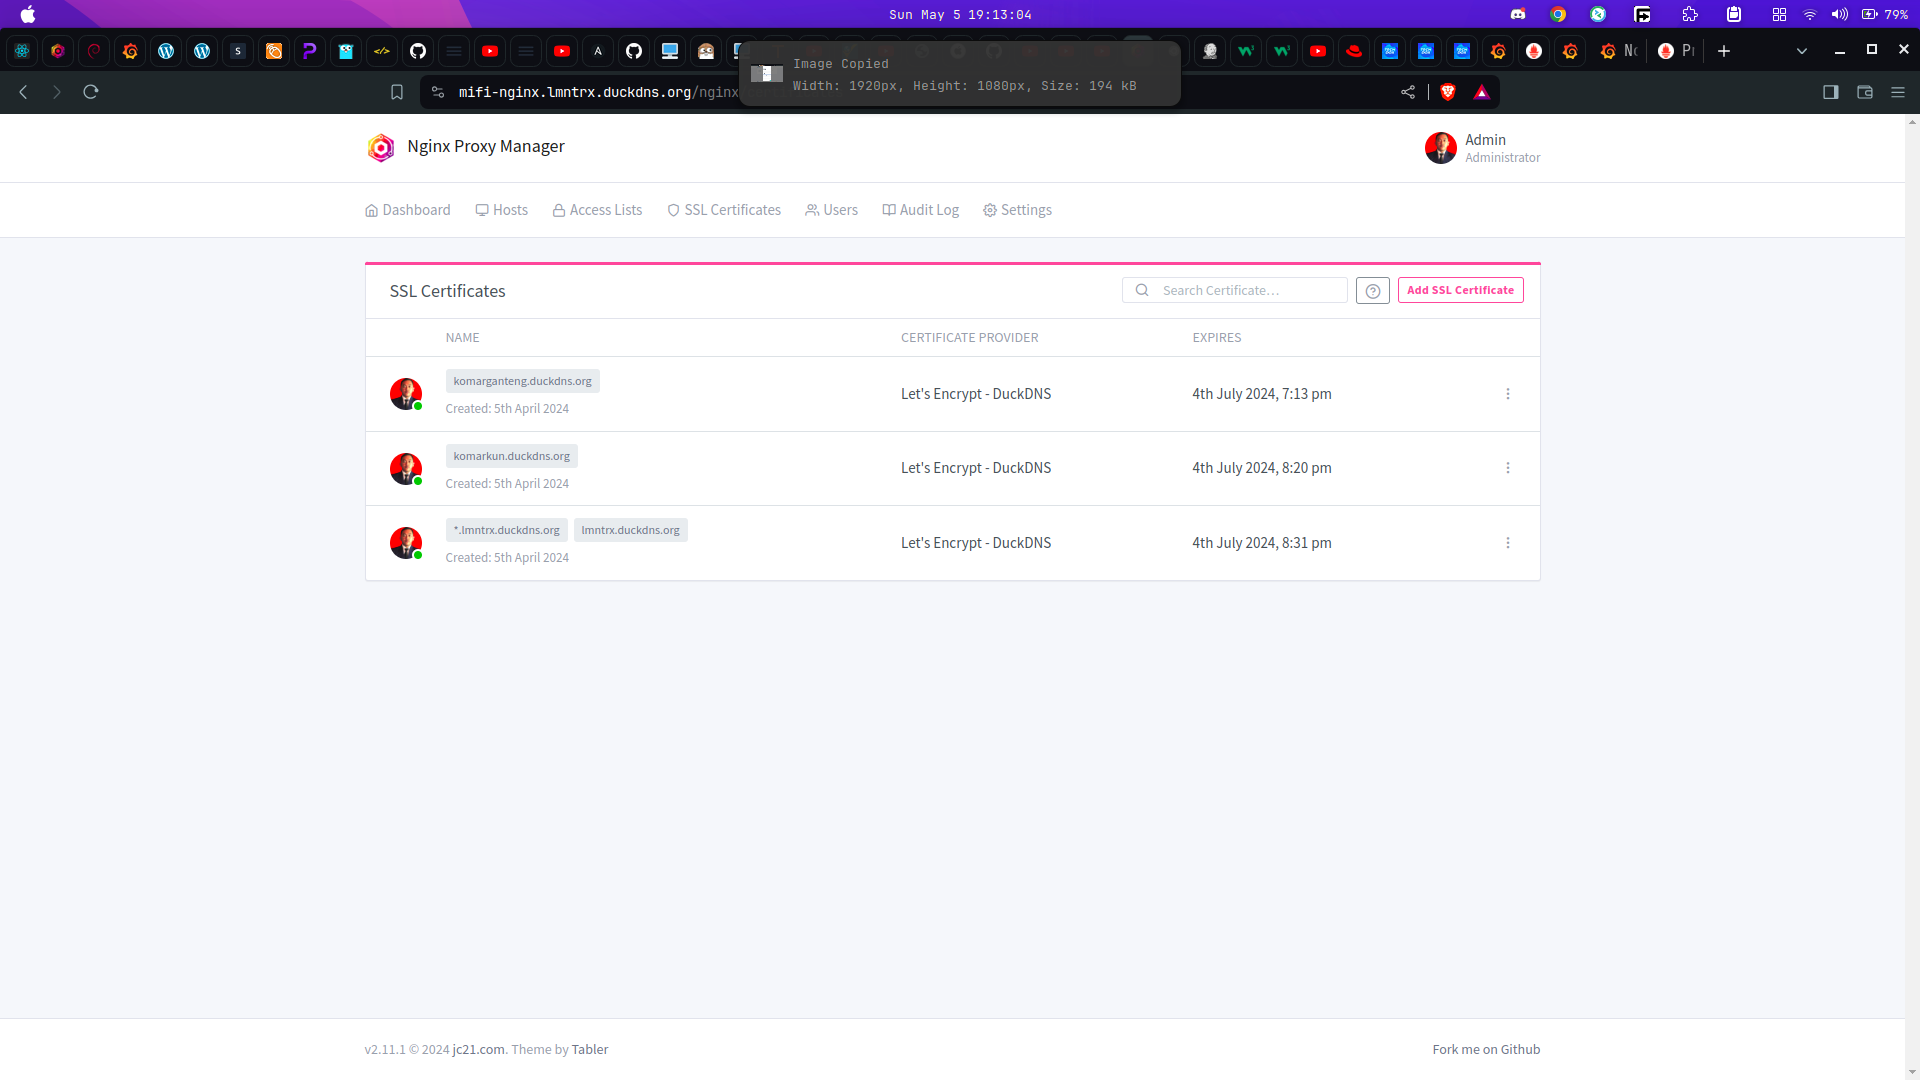 Sun May 5 19:13:04
79%
Image Copied
Width: 1920px, Height: 1080px, Size: 194 kB
mifi-nginx.lmntrx.duckdns.org/nginx
Nginx Proxy Manager
Admin
Administrator
Dashboard Hosts Access Lists SSL Certificates Users Audit Log Settings
SSL Certificates
Search Certificate…
Add SSL Certificate
NAME CERTIFICATE PROVIDER EXPIRES
komarganteng.duckdns.org
Created: 5th April 2024
Let's Encrypt - DuckDNS
4th July 2024, 7:13 pm
komarkun.duckdns.org
Created: 5th April 2024
Let's Encrypt - DuckDNS
4th July 2024, 8:20 pm
*.lmntrx.duckdns.org lmntrx.duckdns.org
Created: 5th April 2024
Let's Encrypt - DuckDNS
4th July 2024, 8:31 pm
v2.11.1 © 2024 jc21.com. Theme by Tabler
Fork me on Github